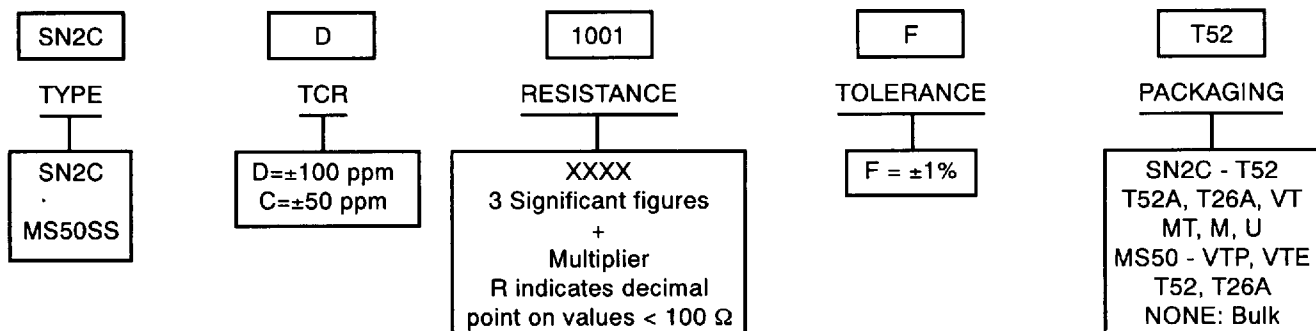 SN2C D 1001 F T52
TYPE TCR RESISTANCE TOLERANCE PACKAGING
SN2C
MS50SS
D=±100 ppm
C=±50 ppm
XXXX
3 Significant figures
+
Multiplier
R indicates decimal
point on values < 100 Ω
F = ±1%
SN2C - T52
T52A, T26A, VT
MT, M, U
MS50 - VTP, VTE
T52, T26A
NONE: Bulk